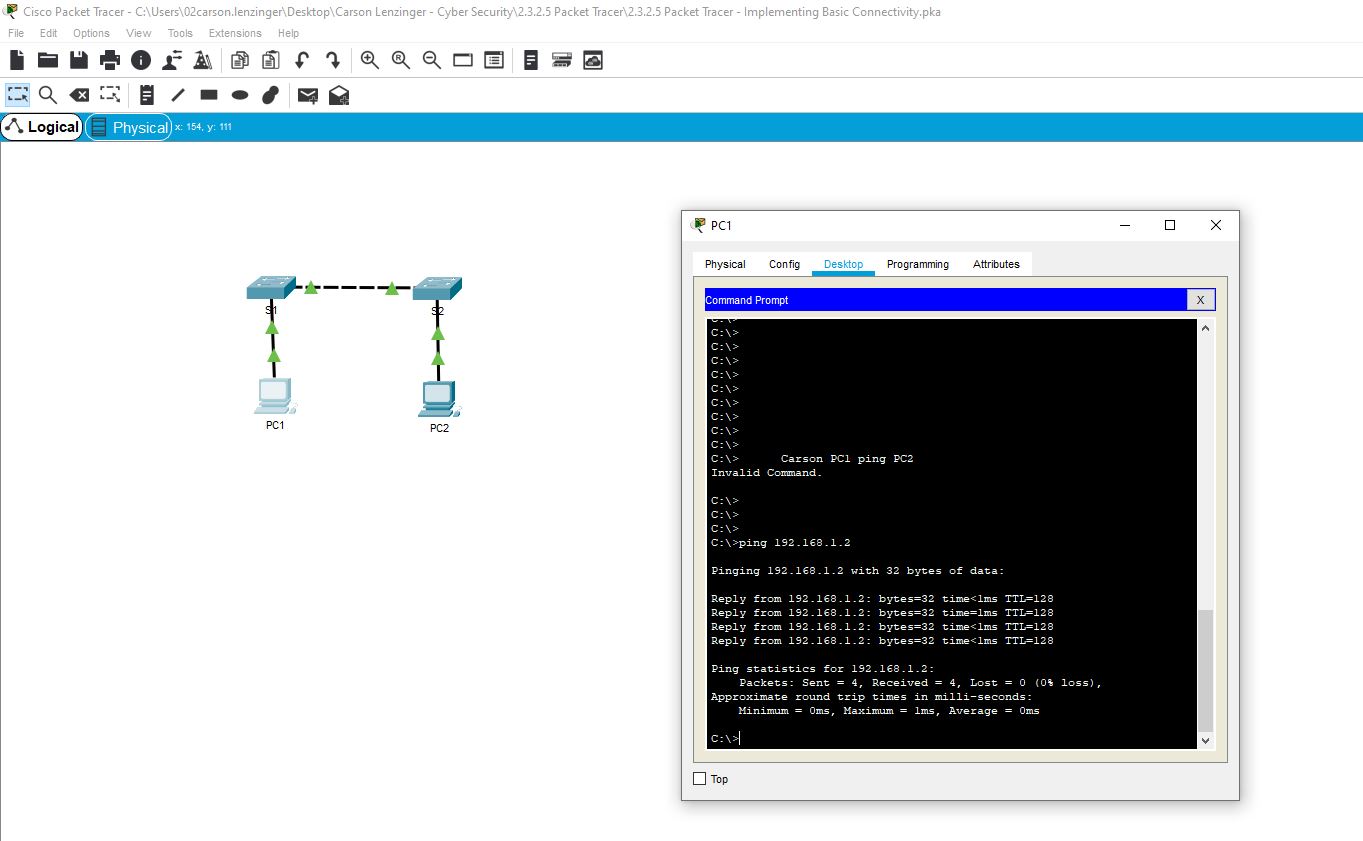 Cisco Packet Tracer - C:\Users\02carson.lenzinger\Desktop\Carson Lenzinger - Cyber Security\2.3.2.5 Packet Tracer\2.3.2.5 Packet Tracer - Implementing Basic Connectivity.pka
File Edit Options View Tools Extensions Help
Logical Physical x: 154, y: 111
S1 S2
PC1 PC2
PC1
Physical Config Desktop Programming Attributes
Command Prompt X
C:\>
C:\>
C:\>
C:\>
C:\>
C:\>
C:\>
C:\>
C:\>
C:\>
C:\> Carson PC1 ping PC2
Invalid Command.
C:\>
C:\>
C:\>
C:\>ping 192.168.1.2
Pinging 192.168.1.2 with 32 bytes of data:
Reply from 192.168.1.2: bytes=32 time<1ms TTL=128
Reply from 192.168.1.2: bytes=32 time=1ms TTL=128
Reply from 192.168.1.2: bytes=32 time<1ms TTL=128
Reply from 192.168.1.2: bytes=32 time<1ms TTL=128
Ping statistics for 192.168.1.2:
Packets: Sent = 4, Received = 4, Lost = 0 (0% loss),
Approximate round trip times in milli-seconds:
Minimum = 0ms, Maximum = 1ms, Average = 0ms
C:\>
Top